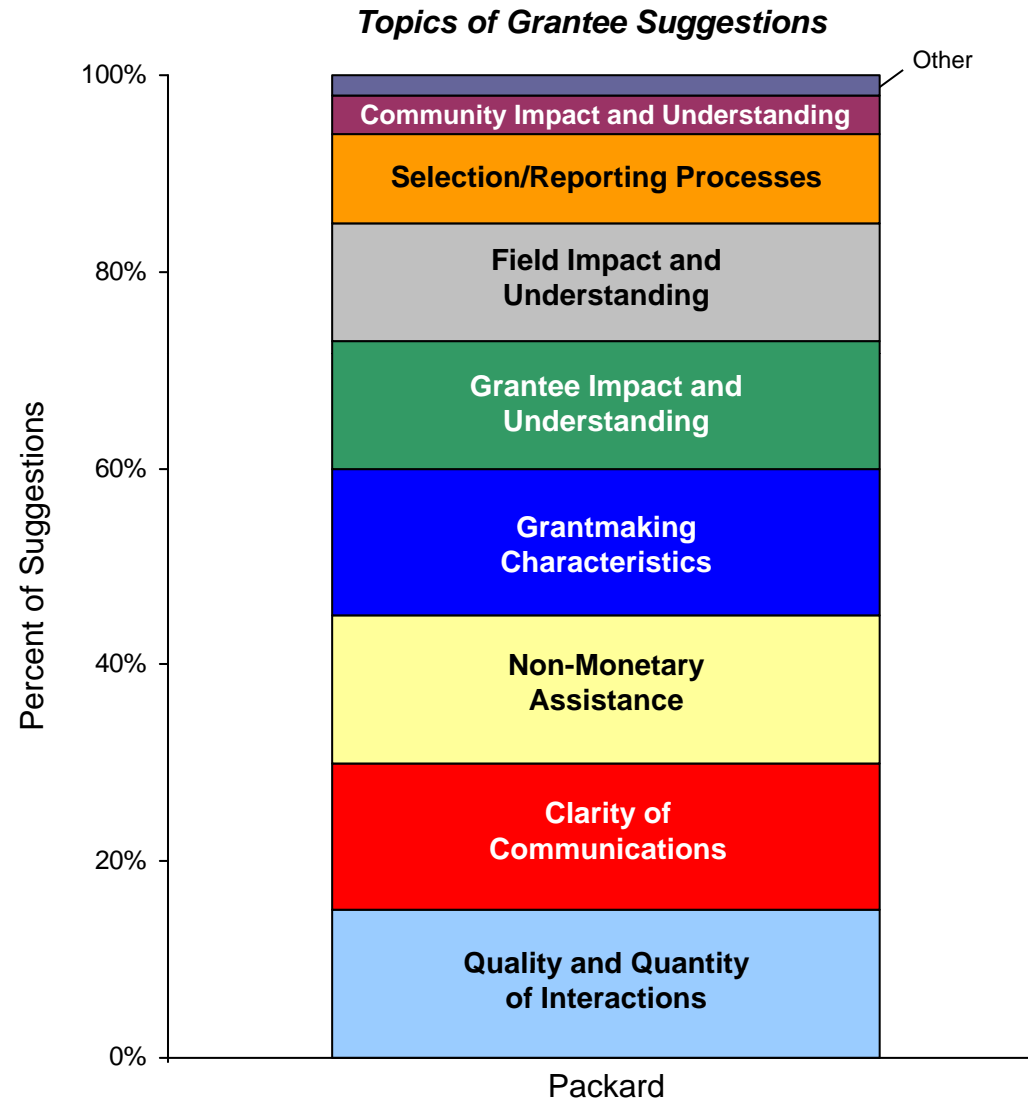 Topics of Grantee Suggestions
Other
100%
Community Impact and Understanding
Selection/Reporting Processes
Field Impact and
Understanding
80%
Grantee Impact and
Understanding
60%
Grantmaking
Characteristics
Percent of Suggestions
40%
Non-Monetary
Assistance
Clarity of
Communications
20%
Quality and Quantity
of Interactions
0%
Packard